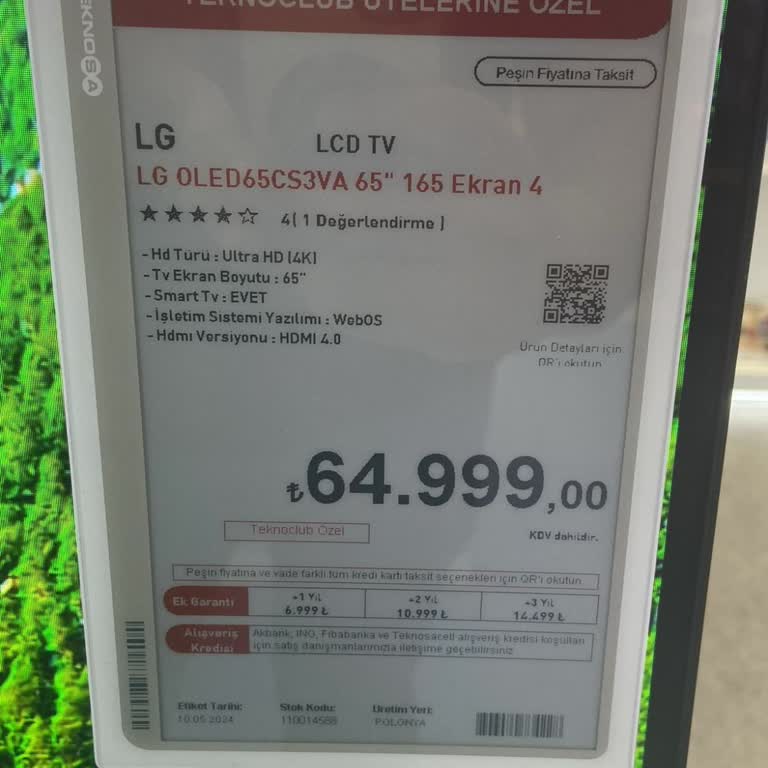 TEKNOCLUB ÜYELERİNE ÖZEL
TEKNOSA
Peşin Fiyatına Taksit
LG LCD TV
LG OLED65CS3VA 65" 165 Ekran 4
4( 1 Değerlendirme )
- Hd Türü : Ultra HD (4K)
- Tv Ekran Boyutu : 65"
- Smart Tv : EVET
- İşletim Sistemi Yazılımı : WebOS
- Hdmı Versiyonu : HDMI 4.0
Ürün Detayları için
QR'ı okutun
₺64.999,00
Teknoclub Özel
KDV dahildir.
Peşin fiyatına ve vade farklı tüm kredi kartı taksit seçenekleri için QR'ı okutun.
Ek Garanti +1 Yıl +2 Yıl +3 Yıl
6.999 ₺ 10.999 ₺ 14.499 ₺
Alışveriş Akbank, ING, Fibabanka ve Teknosacell alışveriş kredisi koşulları
Kredisi için satış danışmanlarımızla iletişime geçebilirsiniz
Etiket Tarihi: Stok Kodu: Üretim Yeri:
10.05.2024 110014588 POLONYA